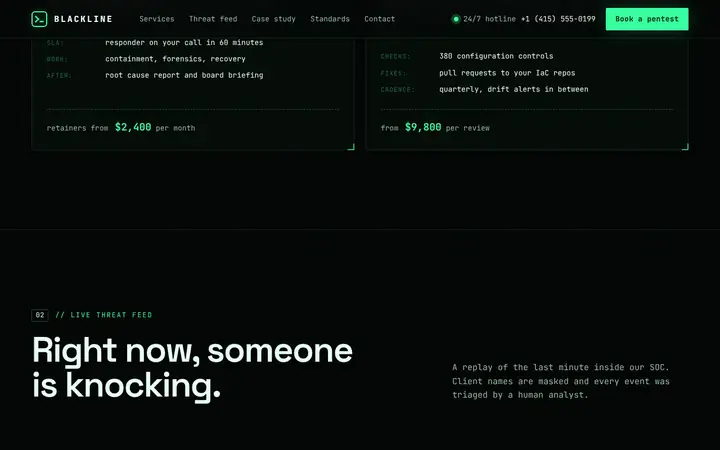 BLACKLINE
Services Threat feed Case study Standards Contact
24/7 hotline +1 (415) 555-0199
Book a pentest
SLA: responder on your call in 60 minutes
WORK: containment, forensics, recovery
AFTER: root cause report and board briefing
retainers from $2,400 per month
CHECKS: 380 configuration controls
FIXES: pull requests to your IaC repos
CADENCE: quarterly, drift alerts in between
from $9,800 per review
02 // LIVE THREAT FEED
Right now, someone
is knocking.
A replay of the last minute inside our SOC.
Client names are masked and every event was
triaged by a human analyst.